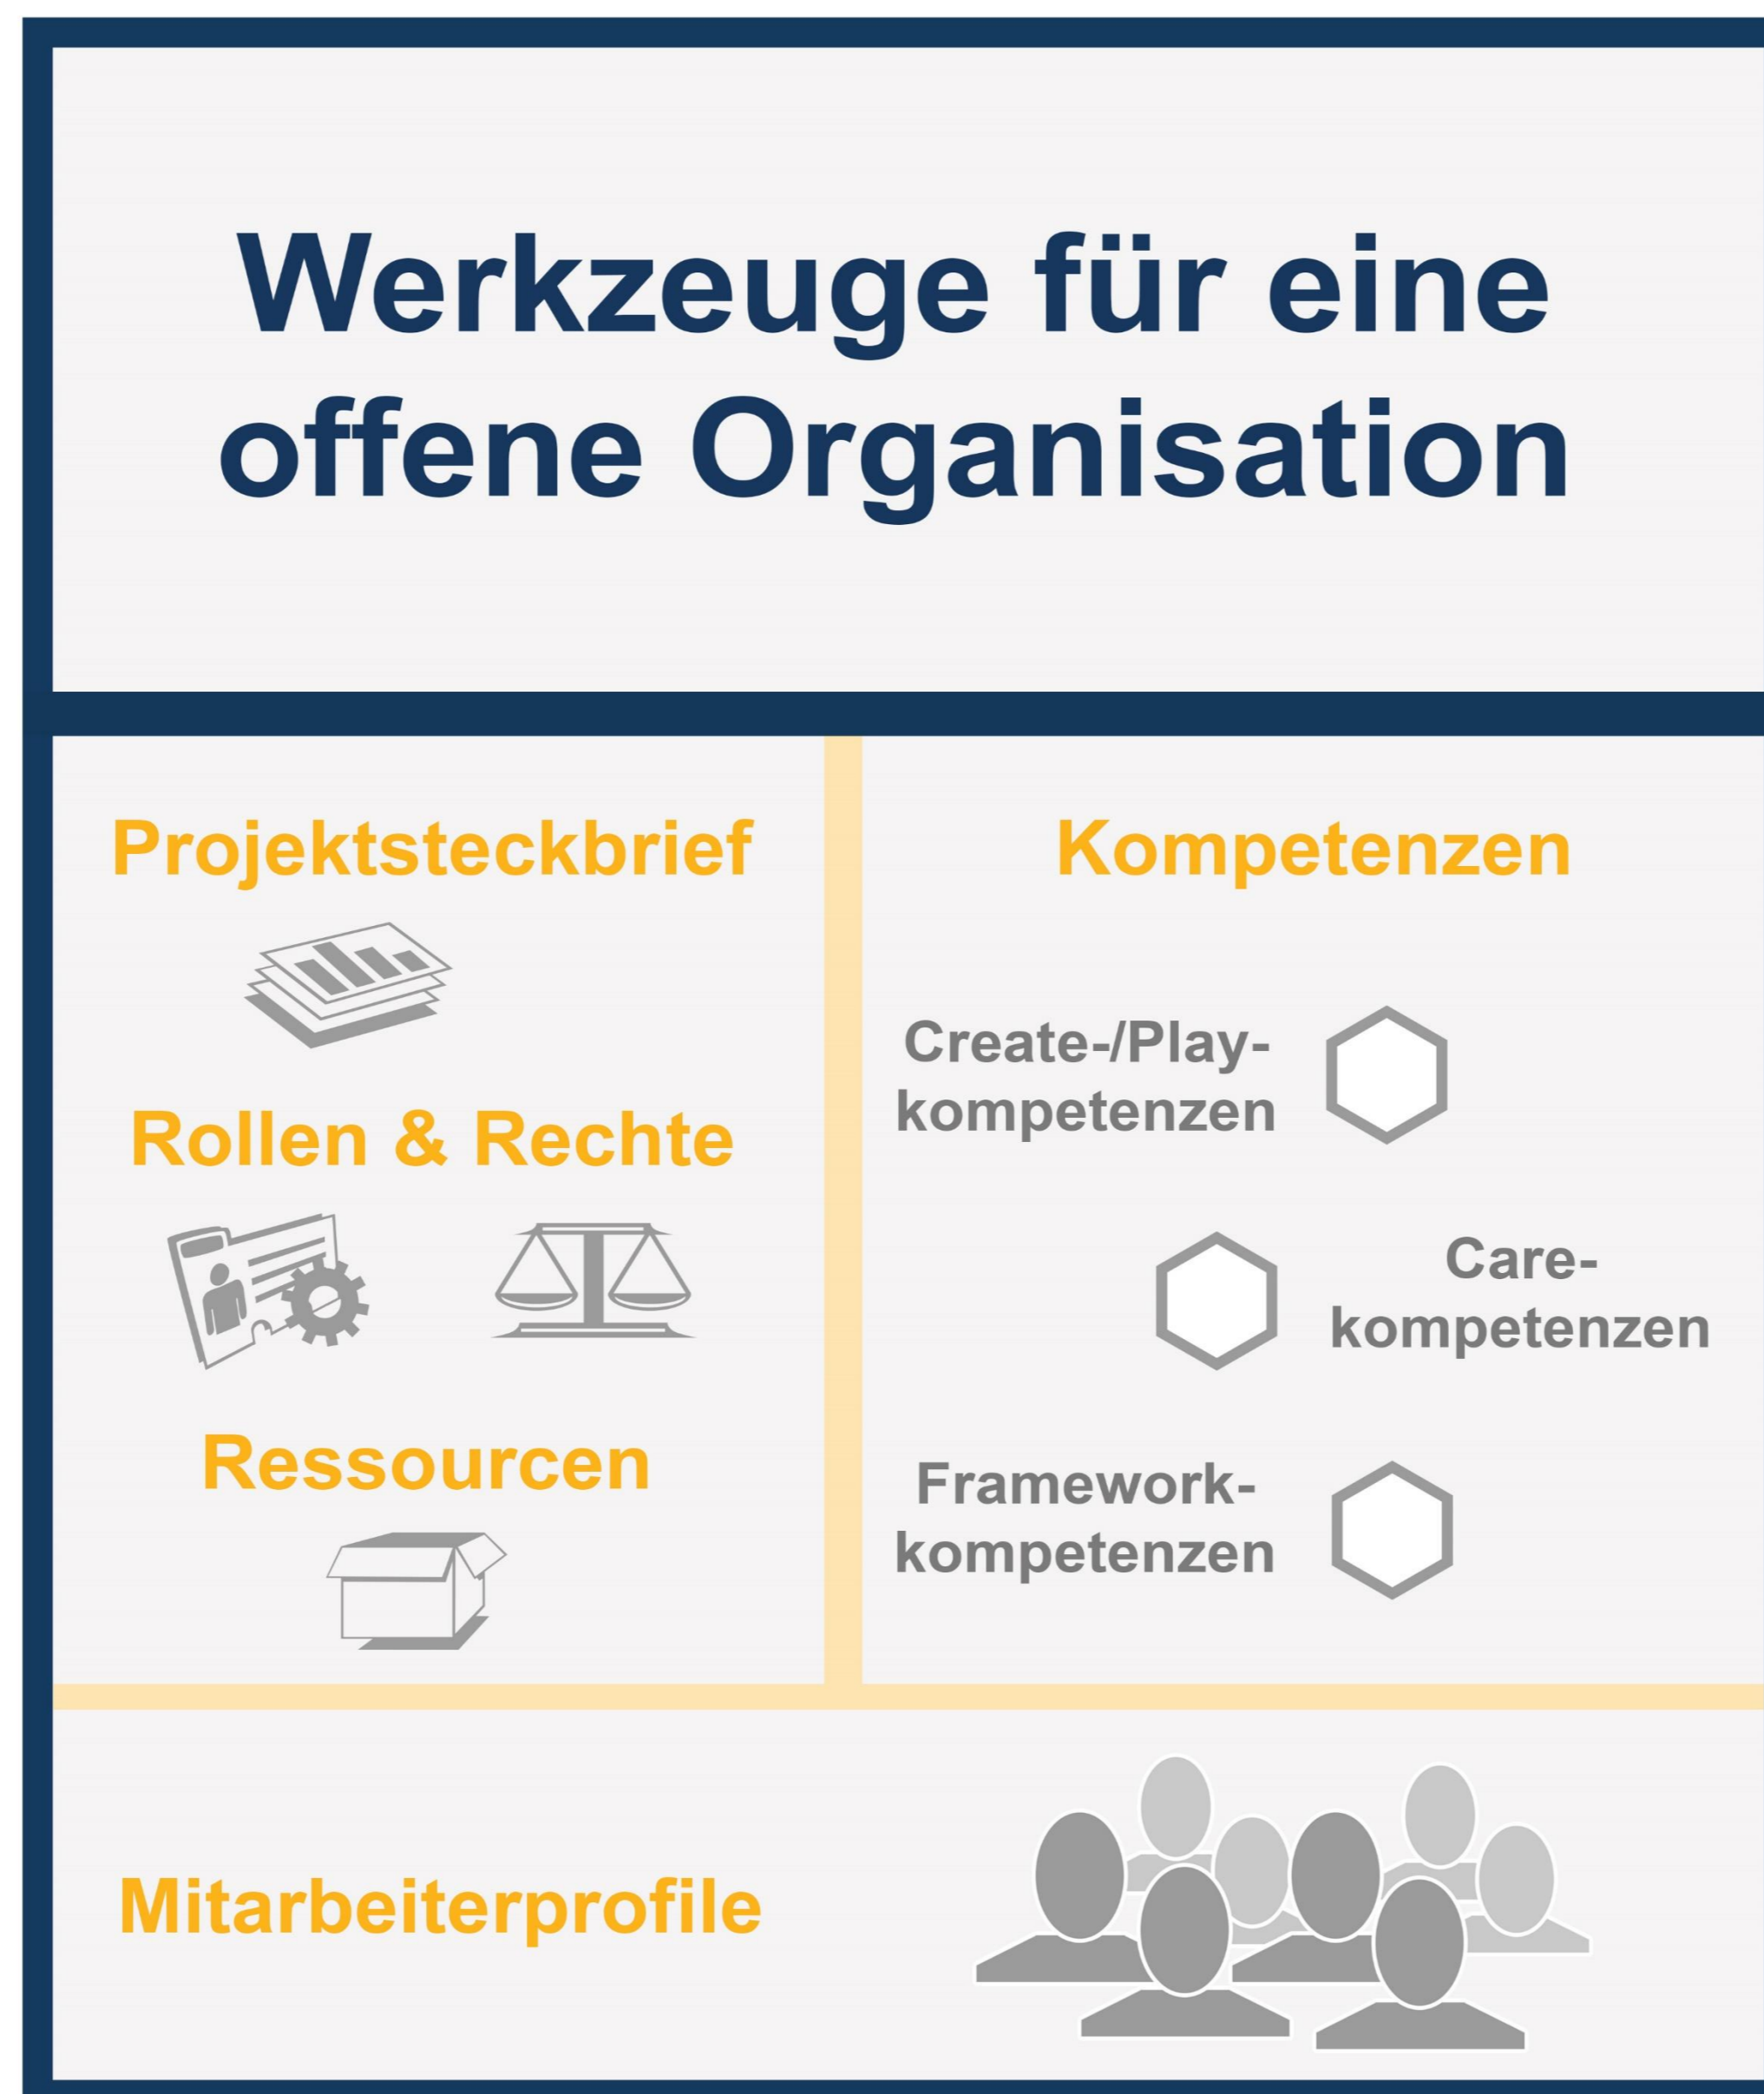 Werkzeuge für eine
offene Organisation
Projektsteckbrief
Rollen & Rechte
Ressourcen
Kompetenzen
Create-/Play-
kompetenzen
Care-
kompetenzen
Framework-
kompetenzen
Mitarbeiterprofile